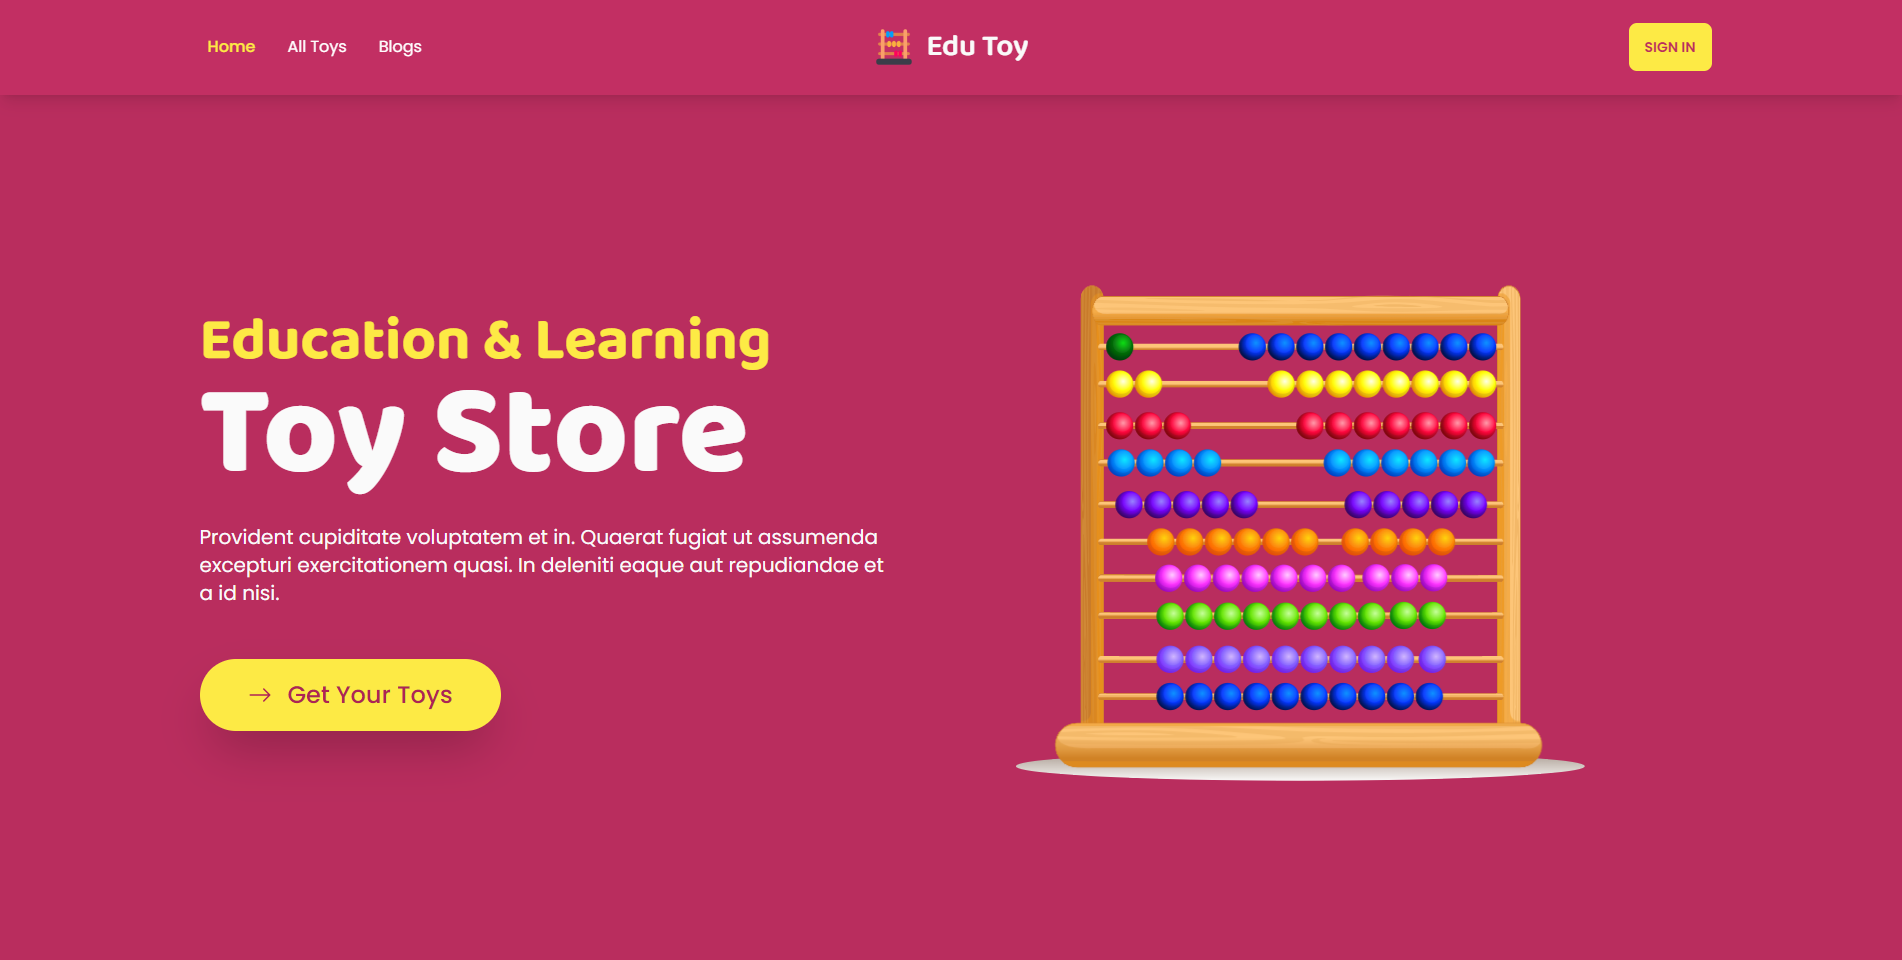 Home
All Toys
Blogs
Edu Toy
SIGN IN
Education & Learning
Toy Store
Provident cupiditate voluptatem et in. Quaerat fugiat ut assumenda
excepturi exercitationem quasi. In deleniti eaque aut repudiandae et
a id nisi.
Get Your Toys